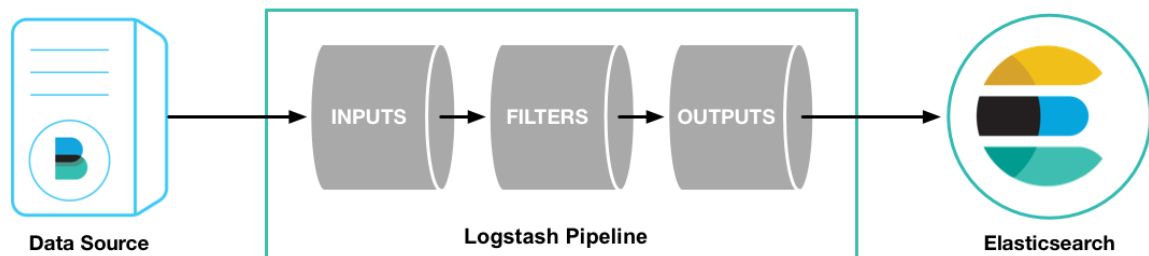 INPUTS
FILTERS
OUTPUTS
Data Source
Logstash Pipeline
Elasticsearch